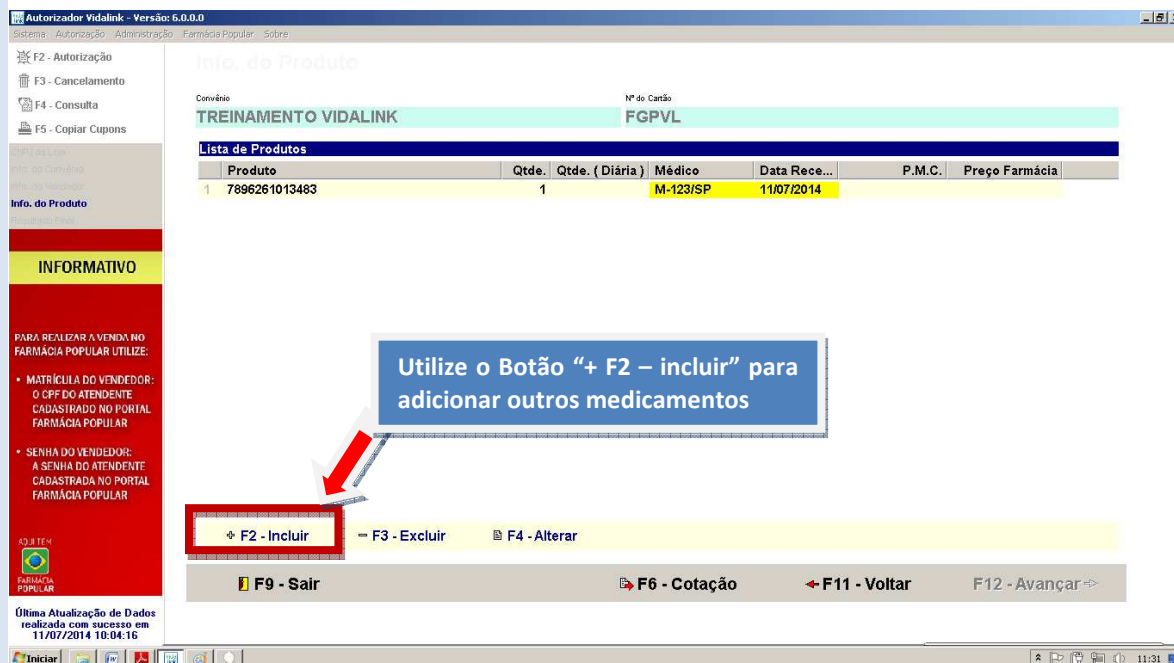 Autorizador Vidalink - Versão: 6.0.0.0
Sistema Autorização Administração Farmácia Popular Sobre
F2 - Autorização
F3 - Cancelamento
F4 - Consulta
F5 - Copiar Cupons
Info. do Convênio
Info. do Vendedor
Info. do Produto
Info. do Produto
Convênio
Nº do Cartão
TREINAMENTO VIDALINK
FGPVL
Lista de Produtos
Produto Qtde. Qtde. ( Diária ) Médico Data Rece... P.M.C. Preço Farmácia
1 7896261013483 1 M-123/SP 11/07/2014
INFORMATIVO
PARA REALIZAR A VENDA NO
FARMÁCIA POPULAR UTILIZE:
• MATRÍCULA DO VENDEDOR:
O CPF DO ATENDENTE
CADASTRADO NO PORTAL
FARMÁCIA POPULAR
• SENHA DO VENDEDOR:
A SENHA DO ATENDENTE
CADASTRADA NO PORTAL
FARMÁCIA POPULAR
AQUI TEM
FARMÁCIA
POPULAR
Utilize o Botão “+ F2 – incluir” para
adicionar outros medicamentos
+ F2 - Incluir − F3 - Excluir F4 - Alterar
F9 - Sair F6 - Cotação F11 - Voltar F12 - Avançar
Última Atualização de Dados
realizada com sucesso em
11/07/2014 10:04:16
Iniciar
11:31